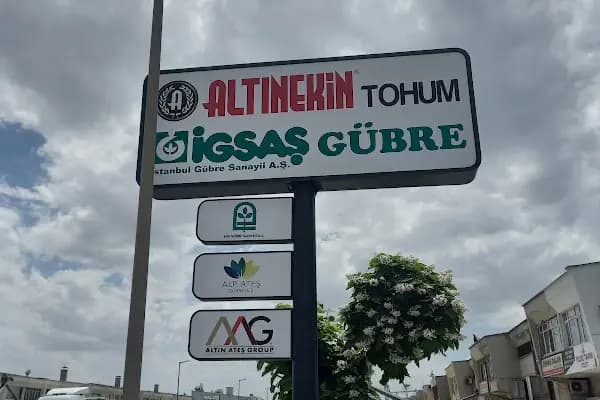 A
ALTINEKİN TOHUM
İGSAŞ GÜBRE
stanbul Gübre Sanayii A.Ş.
ALP ATEŞ
AAG
ALTIN ATEŞ GROUP